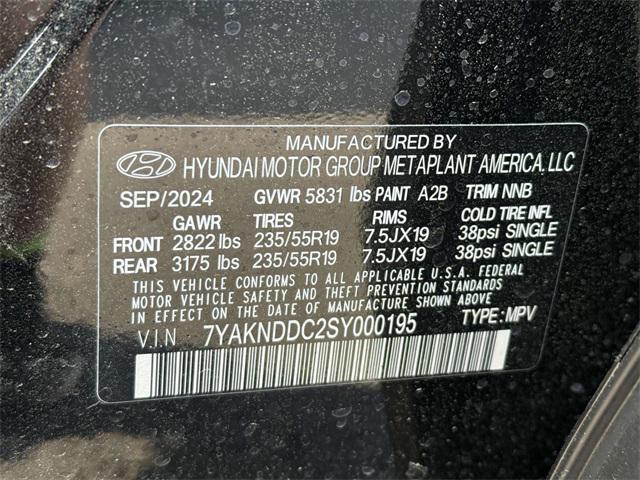 MANUFACTURED BY
HYUNDAI MOTOR GROUP METAPLANT AMERICA, LLC
SEP/2024 GVWR 5831 lbs PAINT A2B TRIM NNB
GAWR TIRES RIMS COLD TIRE INFL
FRONT 2822 lbs 235/55R19 7.5JX19 38psi SINGLE
REAR 3175 lbs 235/55R19 7.5JX19 38psi SINGLE
THIS VEHICLE CONFORMS TO ALL APPLICABLE U.S.A. FEDERAL
MOTOR VEHICLE SAFETY AND THEFT PREVENTION STANDARDS
IN EFFECT ON THE DATE OF MANUFACTURE SHOWN ABOVE.
VIN 7YAKNDDC2SY000195 TYPE: MPV